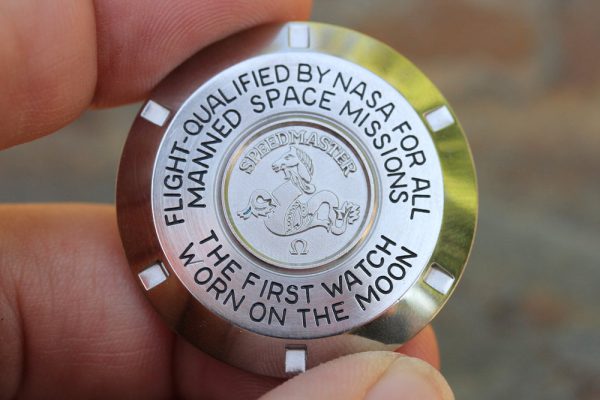 FLIGHT-QUALIFIED BY NASA FOR ALL
MANNED SPACE MISSIONS
SPEEDMASTER
Ω
THE FIRST WATCH
WORN ON THE MOON